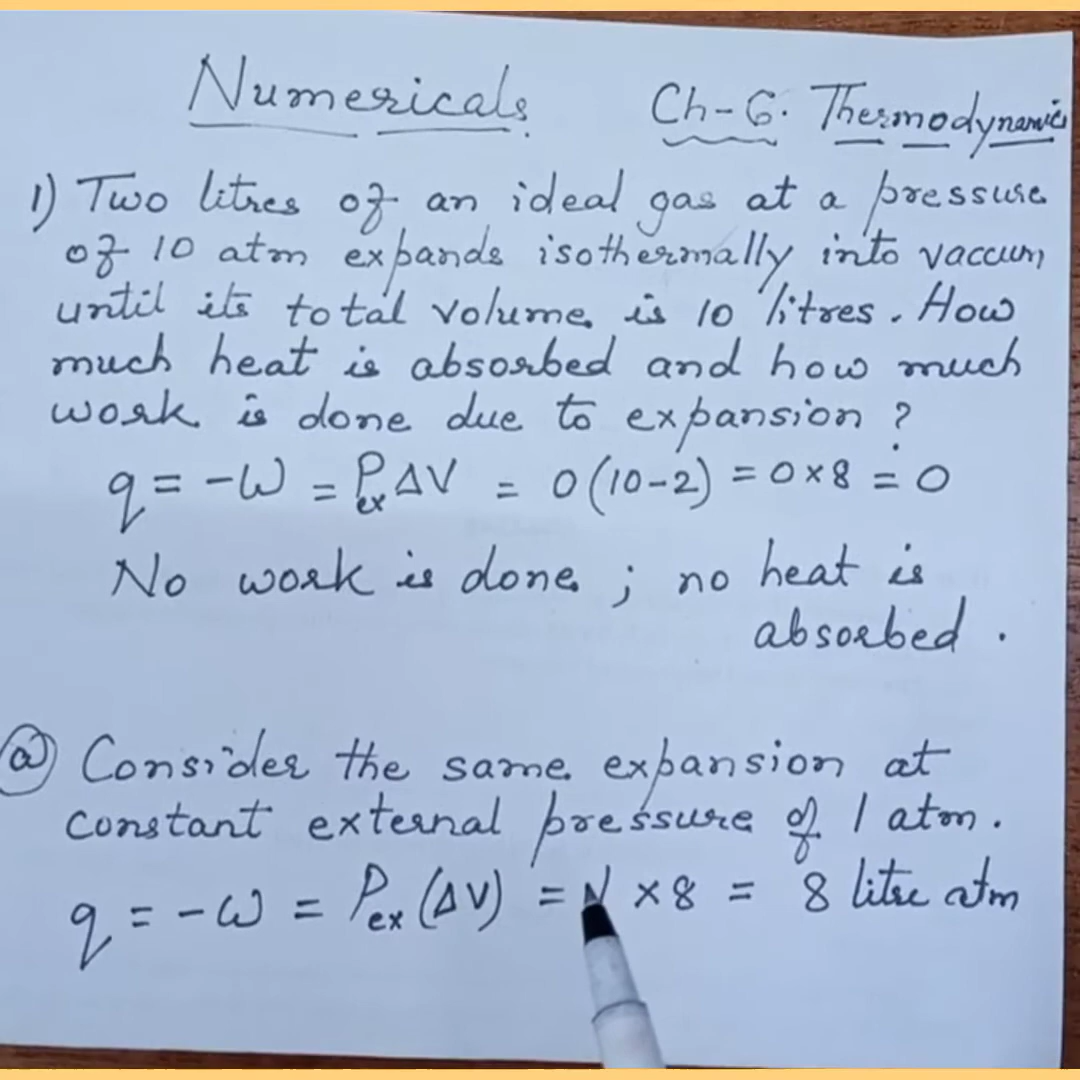 Numericals Ch-6. Thermodynamics
1) Two litres of an ideal gas at a pressure
of 10 atm expands isothermally into vaccum
until its total volume is 10 litres. How
much heat is absorbed and how much
work is done due to expansion?
q = -W = Pex ΔV = 0(10-2) = 0×8 = 0
No work is done; no heat is
absorbed.
(a) Consider the same expansion at
constant external pressure of 1 atm.
q = -W = Pex (ΔV) = 1 × 8 = 8 litre atm